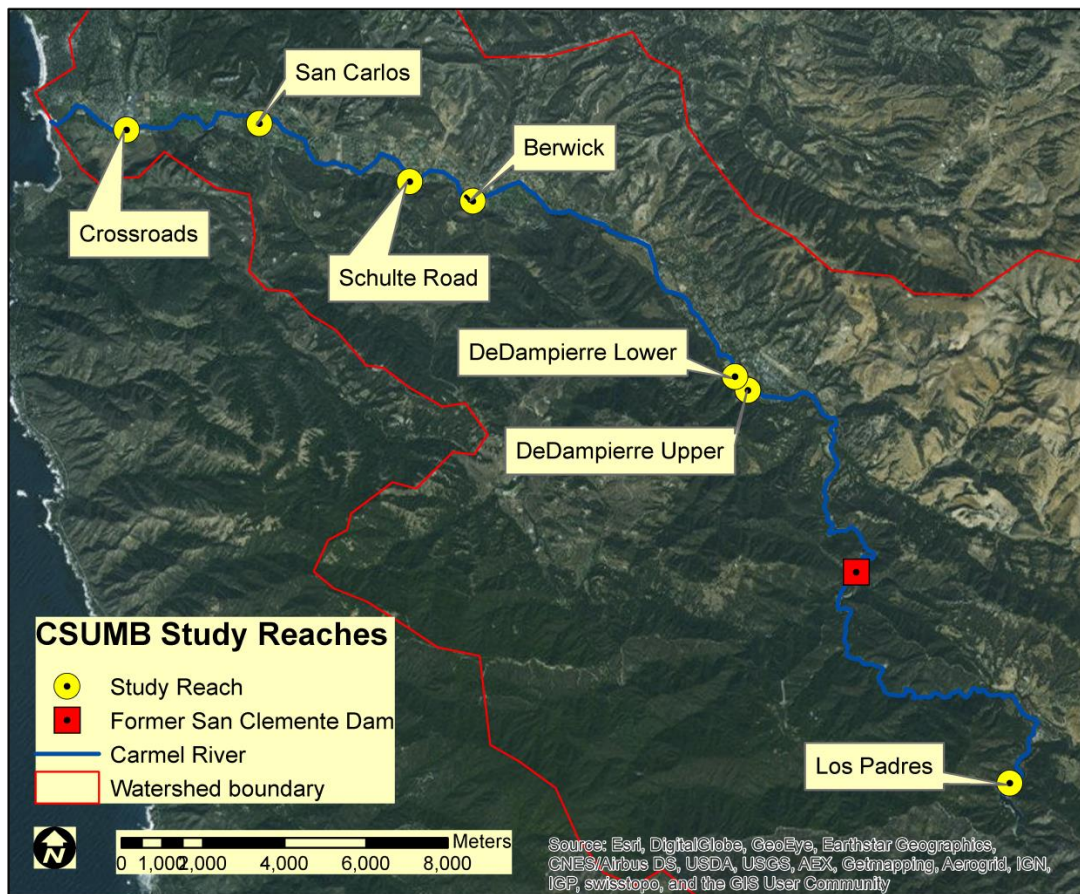 San Carlos
Berwick
Crossroads
Schulte Road
DeDampierre Lower
DeDampierre Upper
CSUMB Study Reaches
Study Reach
Former San Clemente Dam
Carmel River
Watershed boundary
Los Padres
N
Meters
0 1,000 2,000 4,000 6,000 8,000
Source: Esri, DigitalGlobe, GeoEye, Earthstar Geographics,
CNES/Airbus DS, USDA, USGS, AEX, Getmapping, Aerogrid, IGN,
IGP, swisstopo, and the GIS User Community